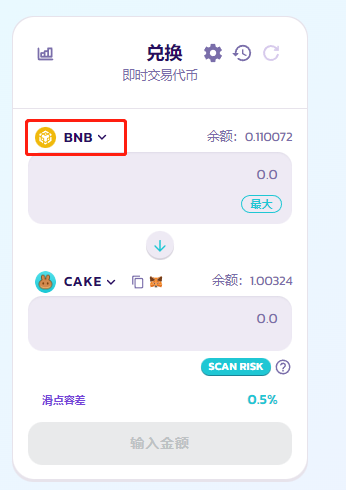 兑换
即时交易代币
BNB 余额：0.110072
0.0
最大
CAKE 余额：1.00324
0.0
SCAN RISK
滑点容差 0.5%
输入金额